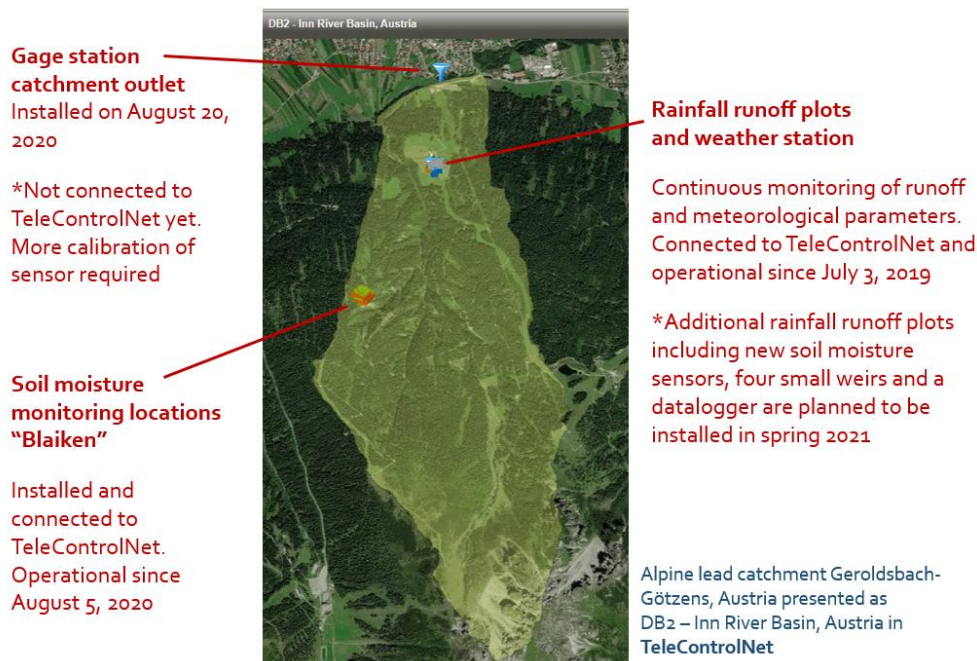 DB2 - Inn River Basin, Austria
Gage station
catchment outlet
Installed on August 20,
2020
*Not connected to
TeleControlNet yet.
More calibration of
sensor required
Soil moisture
monitoring locations
“Blaiken”
Installed and
connected to
TeleControlNet.
Operational since
August 5, 2020
Rainfall runoff plots
and weather station
Continuous monitoring of runoff
and meteorological parameters.
Connected to TeleControlNet and
operational since July 3, 2019
*Additional rainfall runoff plots
including new soil moisture
sensors, four small weirs and a
datalogger are planned to be
installed in spring 2021
Alpine lead catchment Geroldsbach-
Götzens, Austria presented as
DB2 – Inn River Basin, Austria in
TeleControlNet